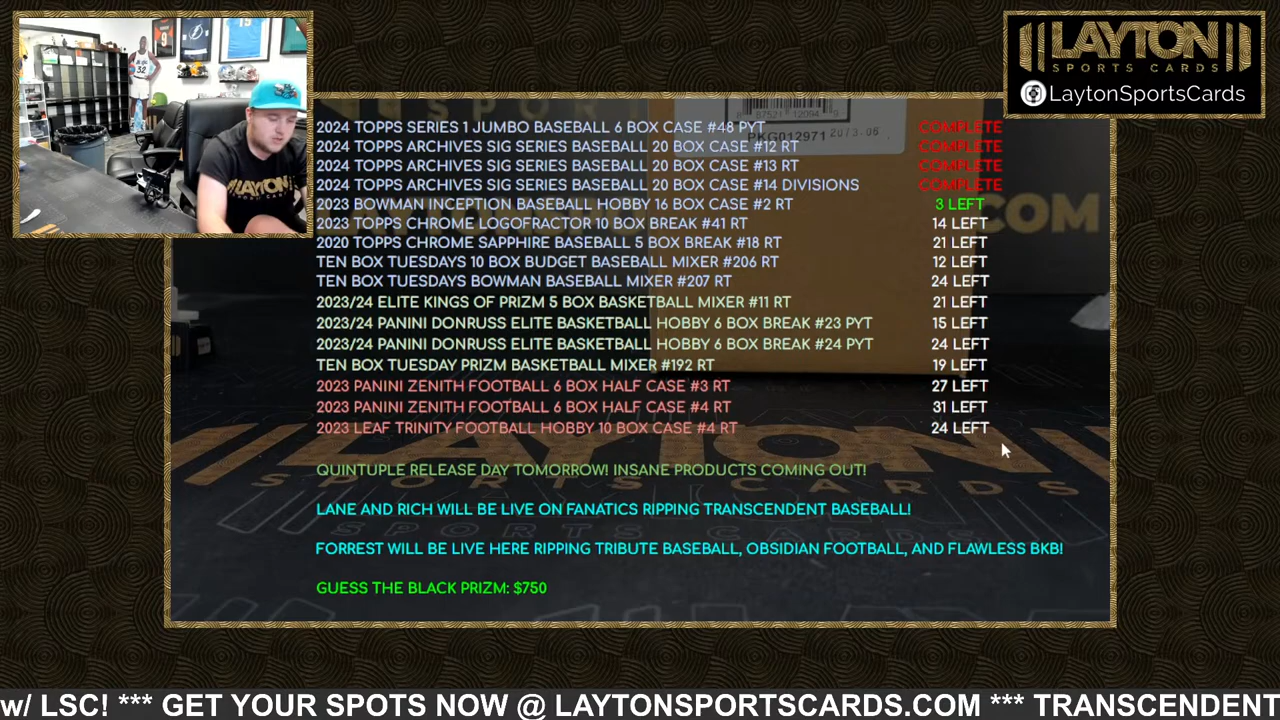 LAYTON
SPORTS CARDS
LaytonSportsCards
2024 TOPPS SERIES 1 JUMBO BASEBALL 6 BOX CASE #48 PYT COMPLETE
2024 TOPPS ARCHIVES SIG SERIES BASEBALL 20 BOX CASE #12 RT COMPLETE
2024 TOPPS ARCHIVES SIG SERIES BASEBALL 20 BOX CASE #13 RT COMPLETE
2024 TOPPS ARCHIVES SIG SERIES BASEBALL 20 BOX CASE #14 DIVISIONS COMPLETE
2023 BOWMAN INCEPTION BASEBALL HOBBY 16 BOX CASE #2 RT 3 LEFT
2023 TOPPS CHROME LOGOFRACTOR 10 BOX BREAK #41 RT 14 LEFT
2020 TOPPS CHROME SAPPHIRE BASEBALL 5 BOX BREAK #18 RT 21 LEFT
TEN BOX TUESDAYS 10 BOX BUDGET BASEBALL MIXER #206 RT 12 LEFT
TEN BOX TUESDAYS BOWMAN BASEBALL MIXER #207 RT 24 LEFT
2023/24 ELITE KINGS OF PRIZM 5 BOX BASKETBALL MIXER #11 RT 21 LEFT
2023/24 PANINI DONRUSS ELITE BASKETBALL HOBBY 6 BOX BREAK #23 PYT 15 LEFT
2023/24 PANINI DONRUSS ELITE BASKETBALL HOBBY 6 BOX BREAK #24 PYT 24 LEFT
TEN BOX TUESDAY PRIZM BASKETBALL MIXER #192 RT 19 LEFT
2023 PANINI ZENITH FOOTBALL 6 BOX HALF CASE #3 RT 27 LEFT
2023 PANINI ZENITH FOOTBALL 6 BOX HALF CASE #4 RT 31 LEFT
2023 LEAF TRINITY FOOTBALL HOBBY 10 BOX CASE #4 RT 24 LEFT
QUINTUPLE RELEASE DAY TOMORROW! INSANE PRODUCTS COMING OUT!
LANE AND RICH WILL BE LIVE ON FANATICS RIPPING TRANSCENDENT BASEBALL!
FORREST WILL BE LIVE HERE RIPPING TRIBUTE BASEBALL, OBSIDIAN FOOTBALL, AND FLAWLESS BKB!
GUESS THE BLACK PRIZM: $750
PKG012971
.COM
LAYTON
SPORTS CARDS
w/ LSC! *** GET YOUR SPOTS NOW @ LAYTONSPORTSCARDS.COM *** TRANSCENDENT